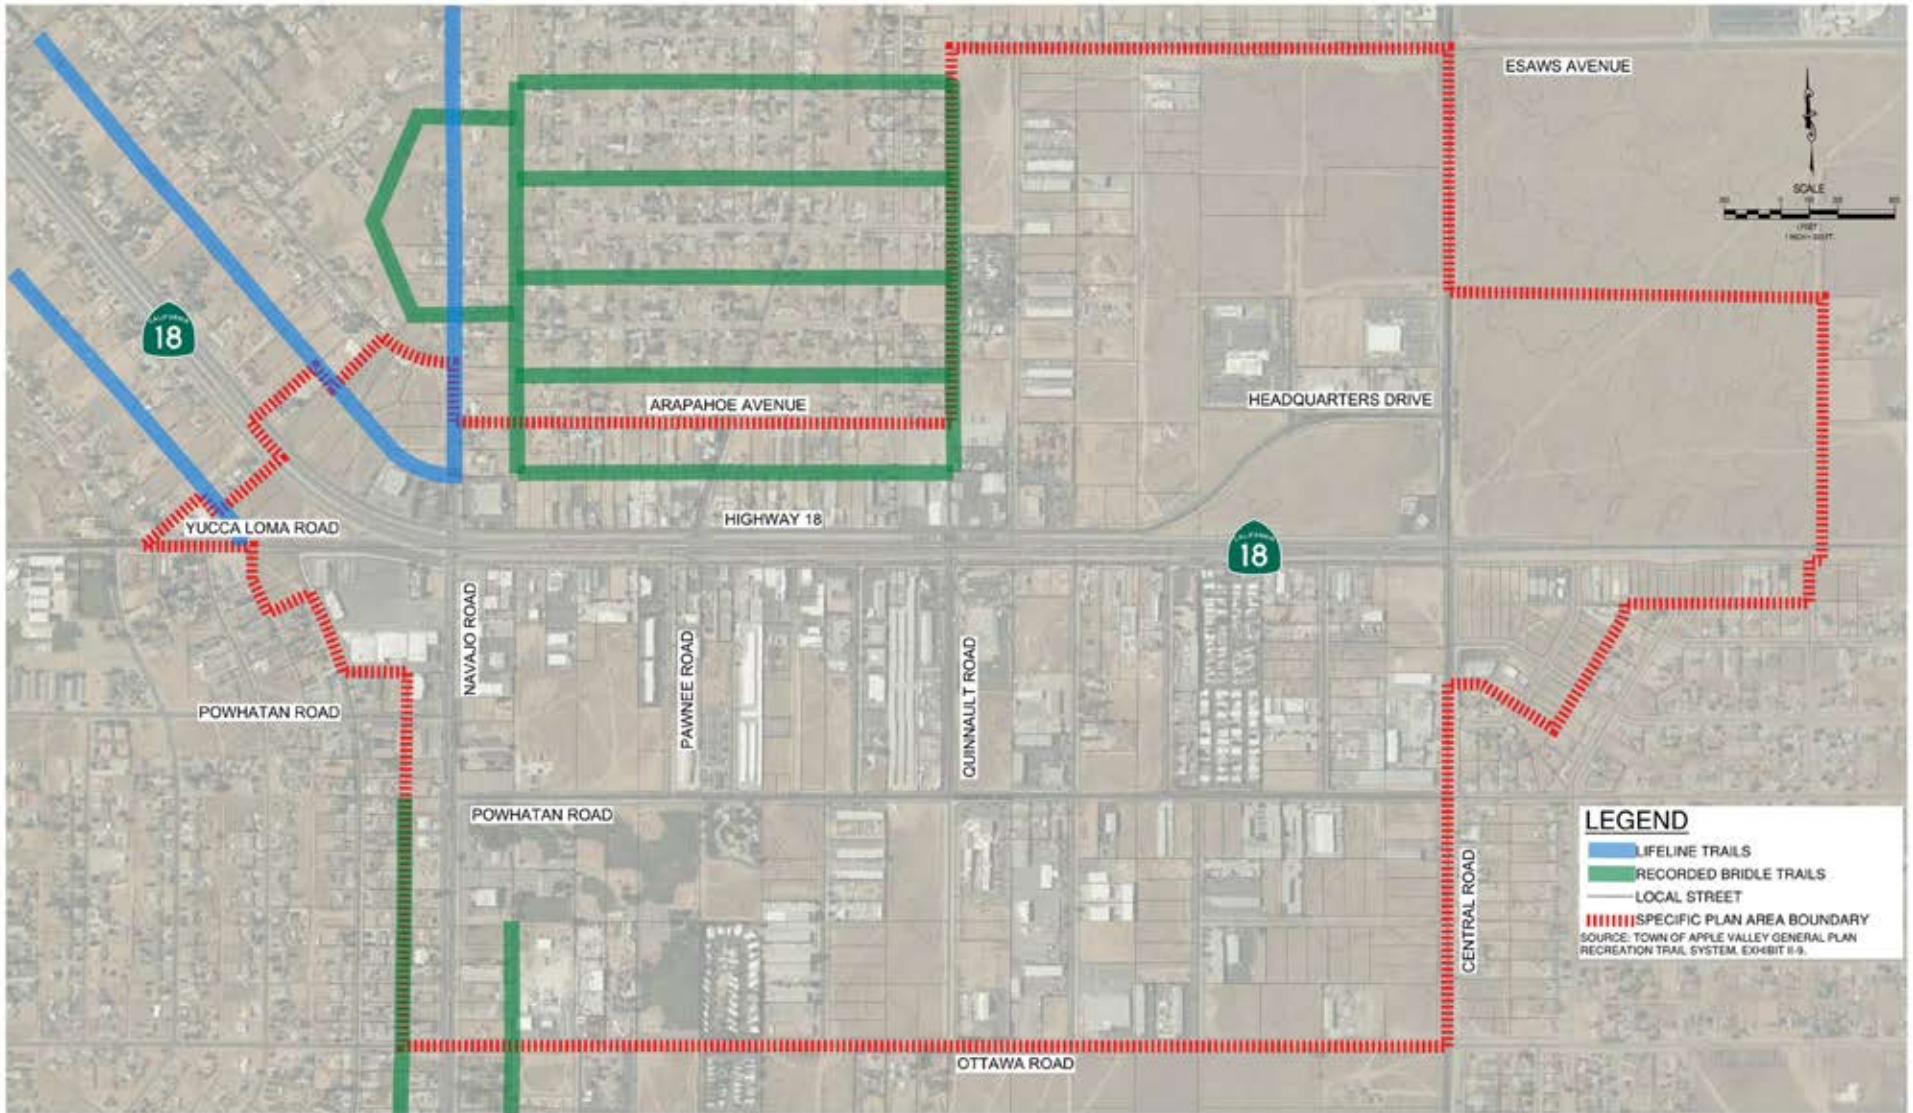 ESAWS AVENUE
SCALE
CALIFORNIA
18
ARAPAHOE AVENUE
HEADQUARTERS DRIVE
YUCCA LOMA ROAD
HIGHWAY 18
CALIFORNIA
18
NAVAJO ROAD
PAWNEE ROAD
QUINNAULT ROAD
POWHATAN ROAD
POWHATAN ROAD
CENTRAL ROAD
OTTAWA ROAD
LEGEND
LIFELINE TRAILS
RECORDED BRIDLE TRAILS
LOCAL STREET
SPECIFIC PLAN AREA BOUNDARY
SOURCE: TOWN OF APPLE VALLEY GENERAL PLAN
RECREATION TRAIL SYSTEM, EXHIBIT II-9.